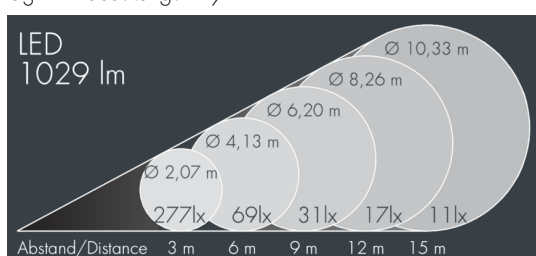 LED
1029 lm
Ø 10,33 m
Ø 8,26 m
Ø 6,20 m
Ø 4,13 m
Ø 2,07 m
277lx 69lx 31lx 17lx 11lx
Abstand/Distance 3 m 6 m 9 m 12 m 15 m